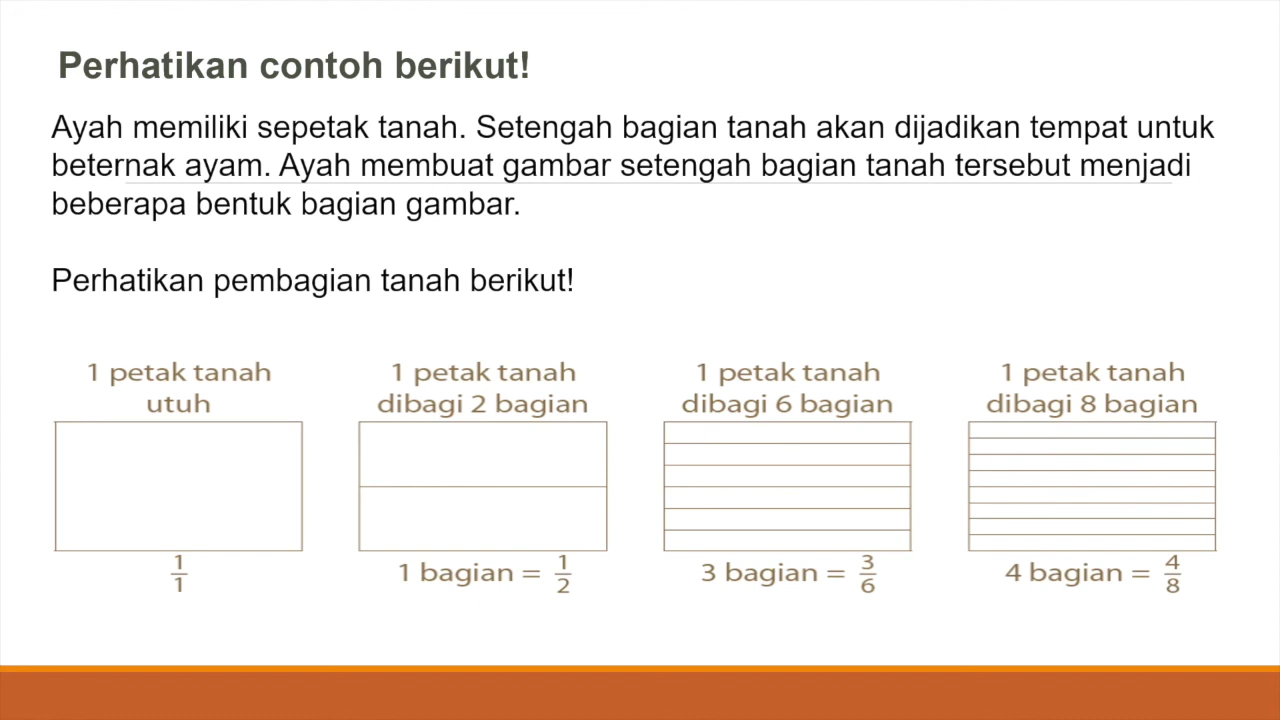 Perhatikan contoh berikut!
Ayah memiliki sepetak tanah. Setengah bagian tanah akan dijadikan tempat untuk
beternak ayam. Ayah membuat gambar setengah bagian tanah tersebut menjadi
beberapa bentuk bagian gambar.
Perhatikan pembagian tanah berikut!
1 petak tanah
utuh
1/1
1 petak tanah
dibagi 2 bagian
1 bagian = 1/2
1 petak tanah
dibagi 6 bagian
3 bagian = 3/6
1 petak tanah
dibagi 8 bagian
4 bagian = 4/8